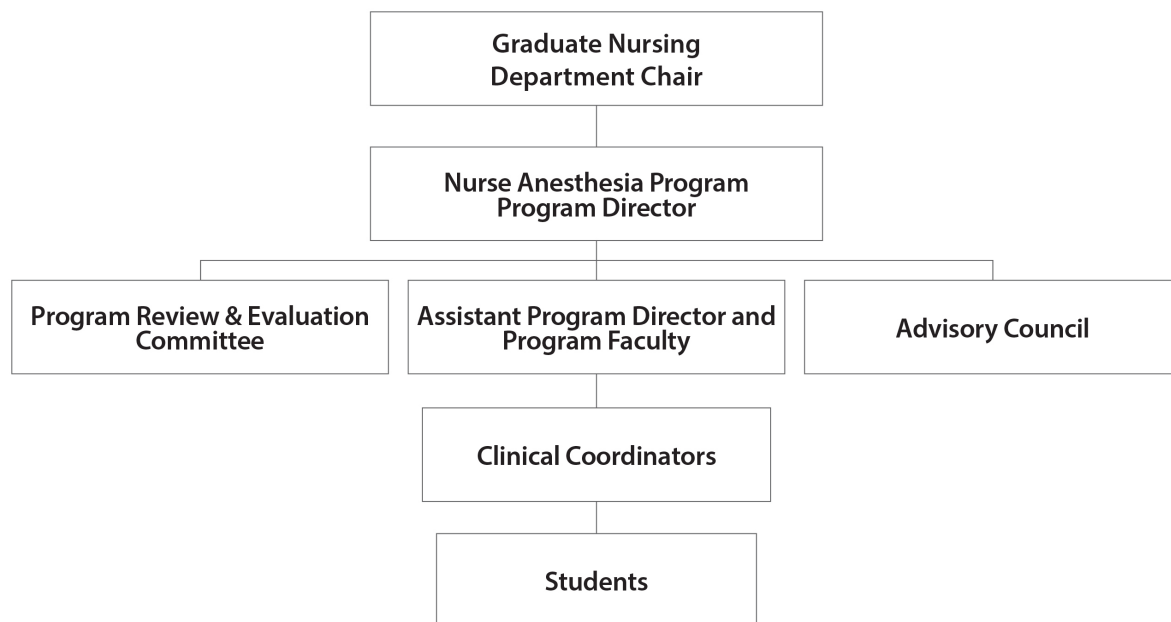 Graduate Nursing
Department Chair
Nurse Anesthesia Program
Program Director
Program Review & Evaluation
Committee
Assistant Program Director and
Program Faculty
Advisory Council
Clinical Coordinators
Students